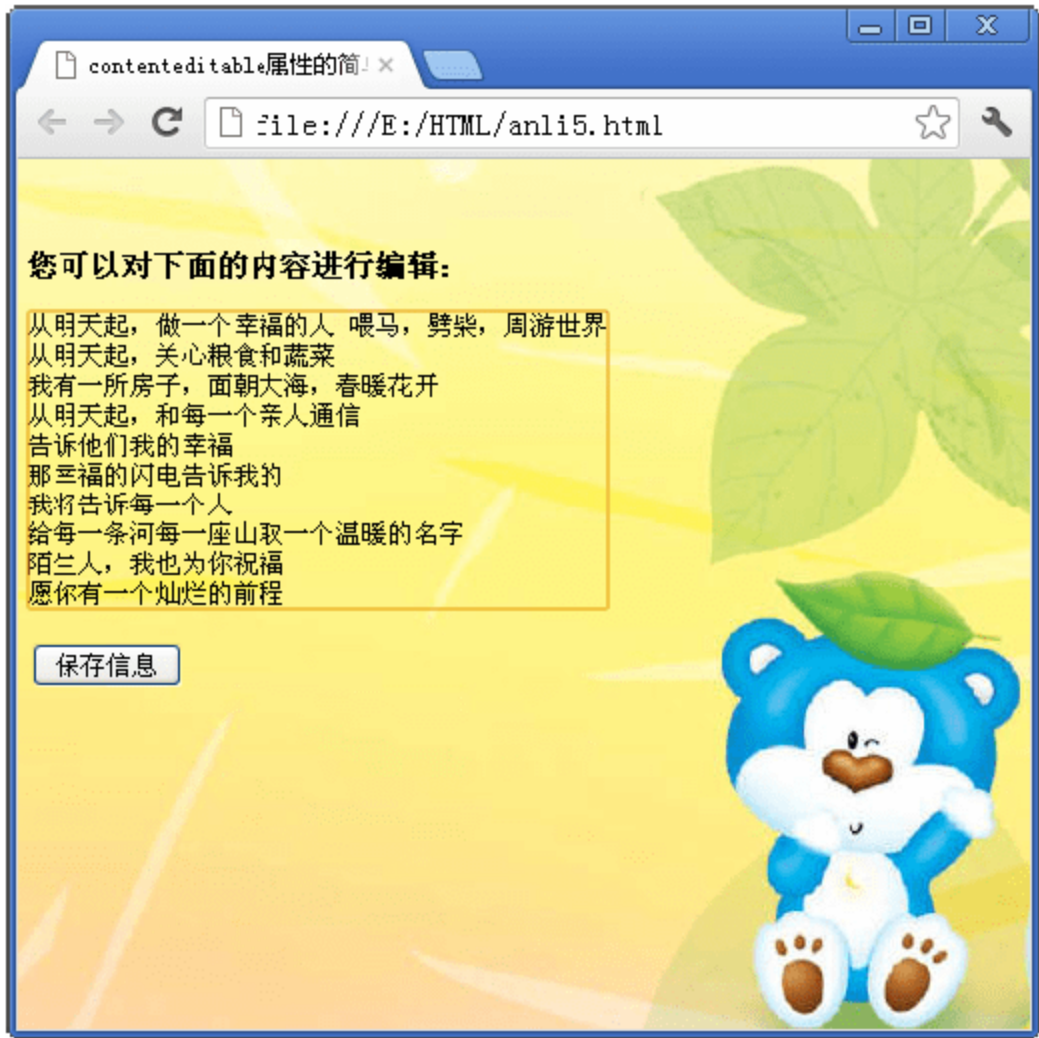 contenteditable属性的简
file:///E:/HTML/anli5.html
您可以对下面的内容进行编辑：
从明天起，做一个幸福的人 喂马，劈柴，周游世界
从明天起，关心粮食和蔬菜
我有一所房子，面朝大海，春暖花开
从明天起，和每一个亲人通信
告诉他们我的幸福
那幸福的闪电告诉我的
我将告诉每一个人
给每一条河每一座山取一个温暖的名字
陌生人，我也为你祝福
愿你有一个灿烂的前程
保存信息